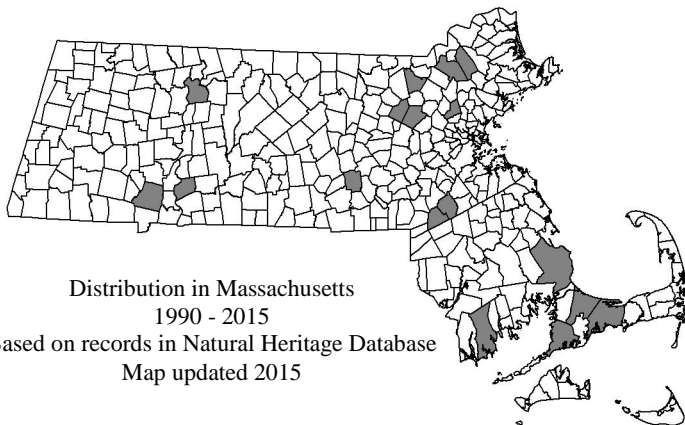 Distribution in Massachusetts
1990 - 2015
ased on records in Natural Heritage Database
Map updated 2015